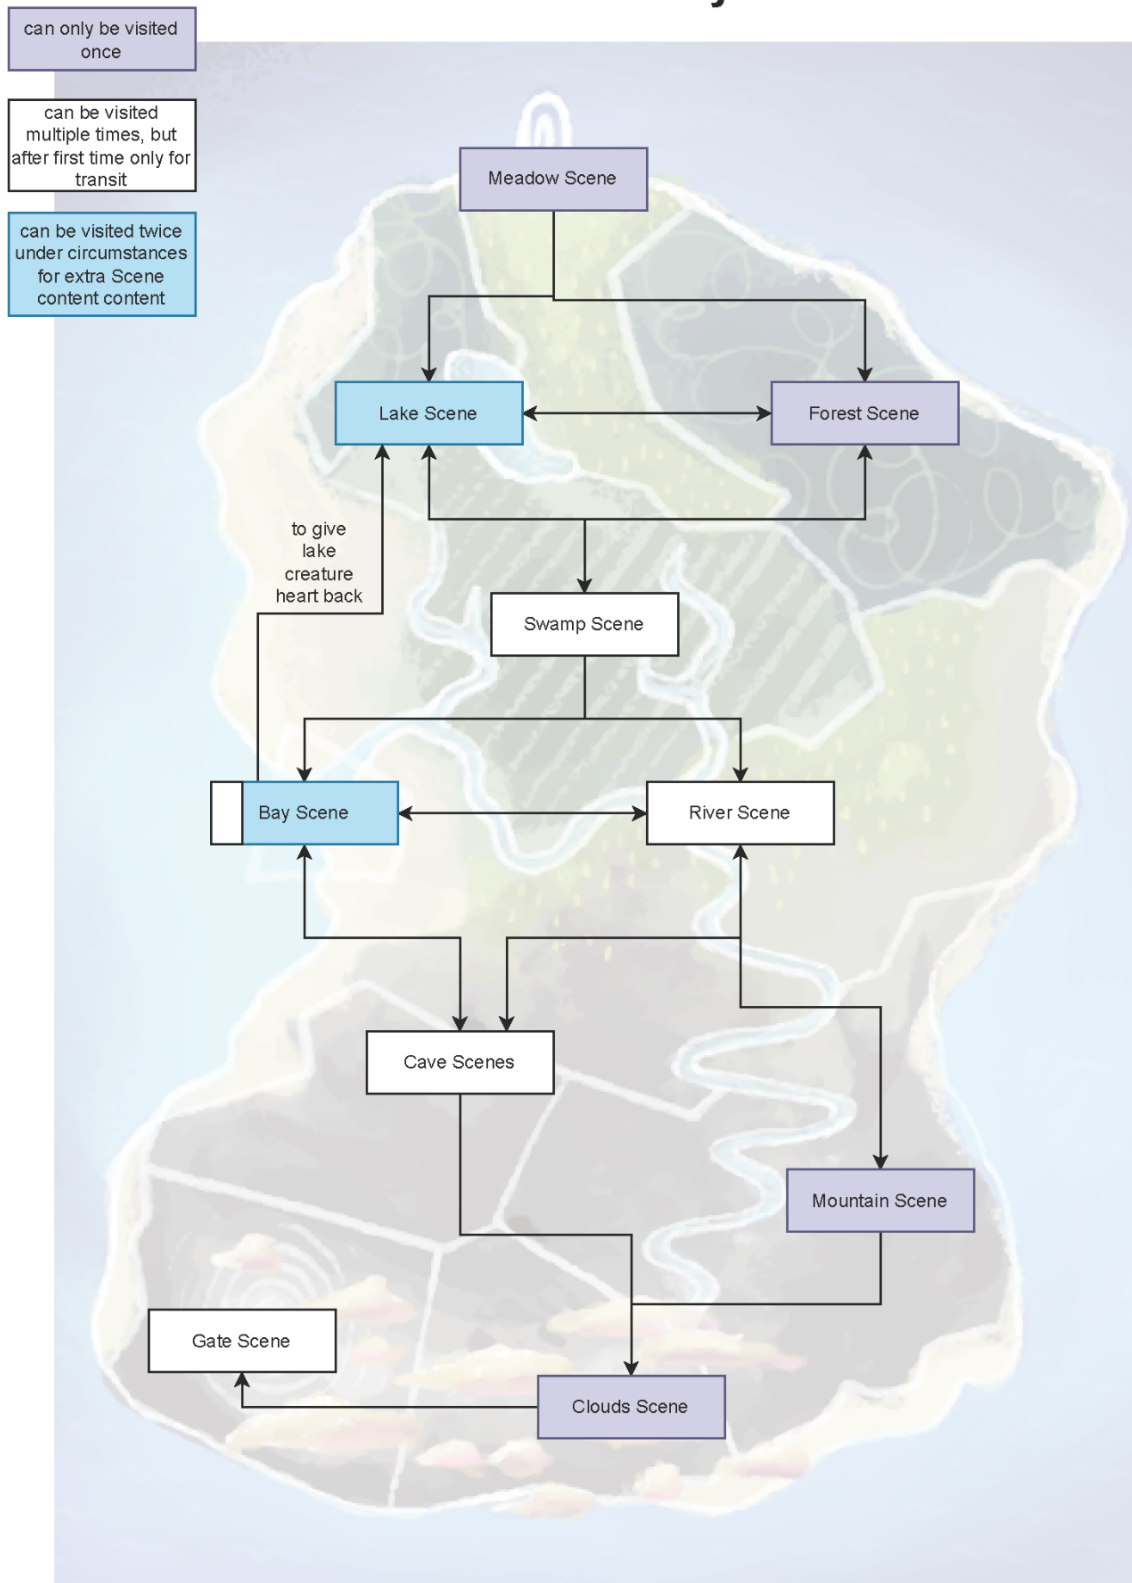 can only be visited
once
can be visited
multiple times, but
after first time only for
transit
can be visited twice
under circumstances
for extra Scene
content content
Meadow Scene
Lake Scene
Forest Scene
to give
lake
creature
heart back
Swamp Scene
Bay Scene
River Scene
Cave Scenes
Mountain Scene
Gate Scene
Clouds Scene